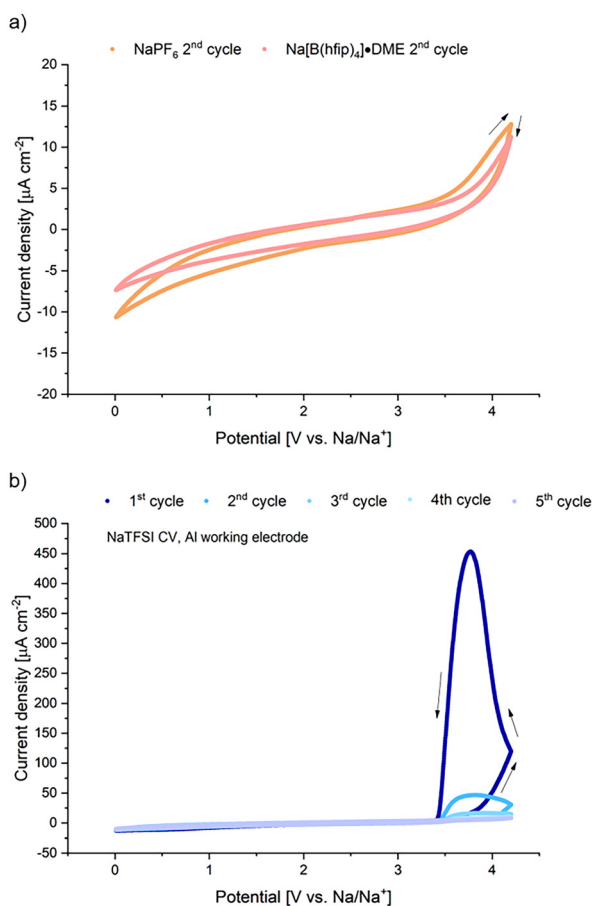 a)
NaPF₆ 2ⁿᵈ cycle Na[B(hfip)₄]•DME 2ⁿᵈ cycle
20
15
10
5
0
-5
-10
-15
-20
Current density [µA cm⁻²]
0 1 2 3 4
Potential [V vs. Na/Na⁺]
b)
1ˢᵗ cycle 2ⁿᵈ cycle 3ʳᵈ cycle 4th cycle 5ᵗʰ cycle
NaTFSI CV, Al working electrode
500
450
400
350
300
250
200
150
100
50
0
-50
Current density [µA cm⁻²]
0 1 2 3 4
Potential [V vs. Na/Na⁺]